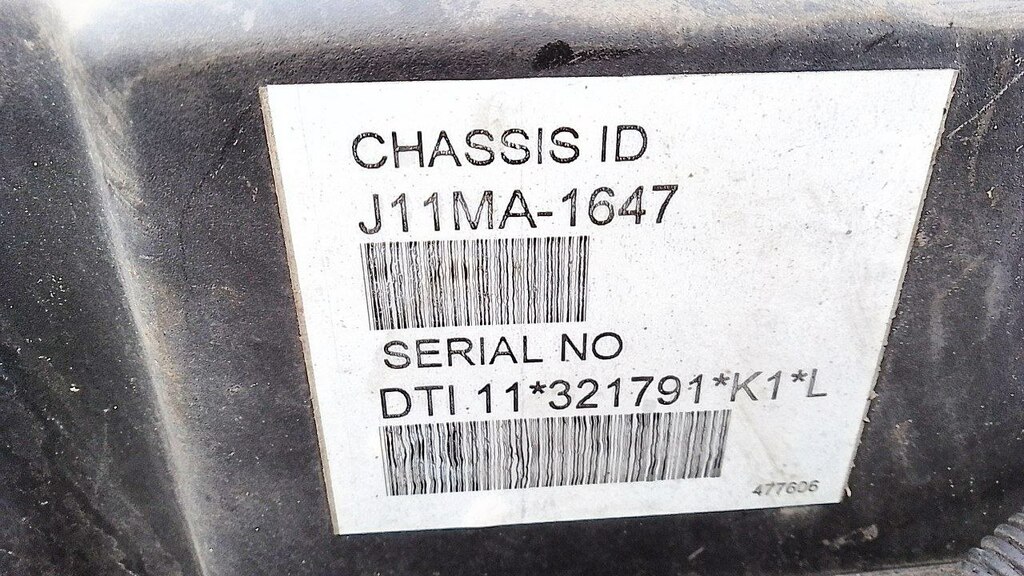 CHASSIS ID
J11MA-1647
SERIAL NO
DTI 11*321791*K1*L
477606